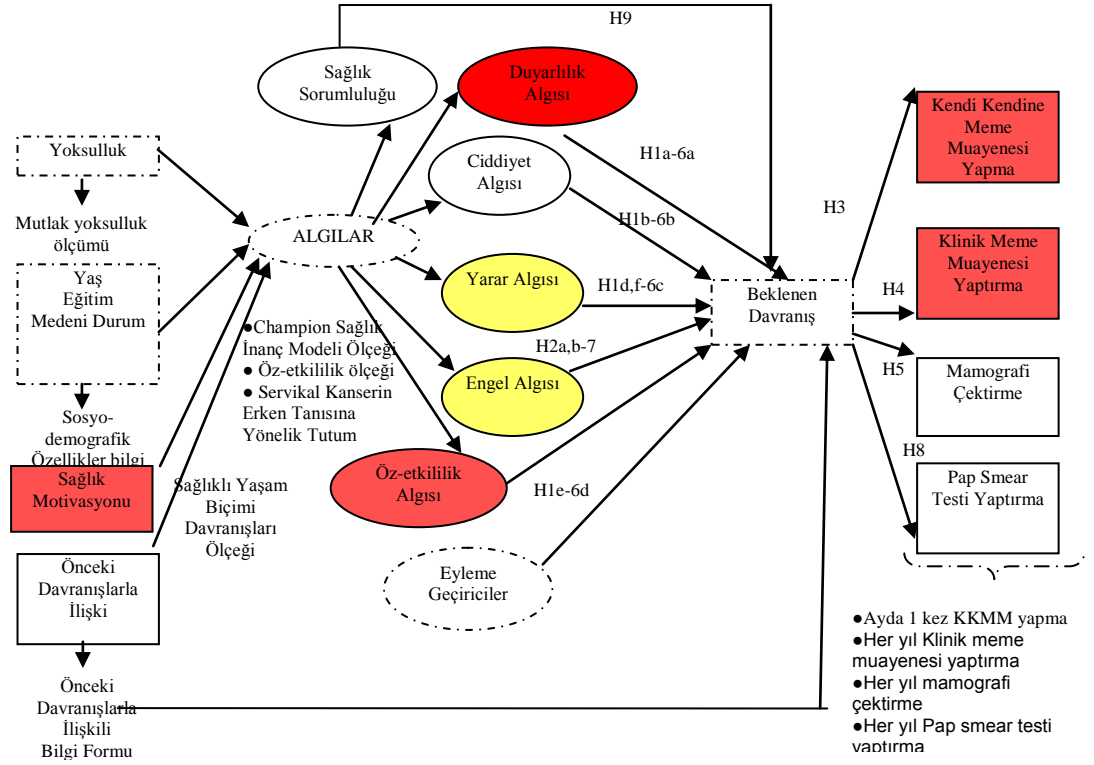 H9
Sağlık
Sorumluluğu
Duyarlılık
Algısı
Kendi Kendine
Meme
Muayenesi
Yapma
Yoksulluk
Ciddiyet
Algısı
H1a-6a
Mutlak yoksulluk
ölçümü
ALGILAR
H1b-6b
H3
Klinik Meme
Muayenesi
Yaptırma
Yaş
Eğitim
Medeni Durum
Yarar Algısı
H1d,f-6c
Beklenen
Davranış
H4
●Champion Sağlık
İnanç Modeli Ölçeği
● Öz-etkililik ölçeği
● Servikal Kanserin
Erken Tanısına
Yönelik Tutum
H2a,b-7
Engel Algısı
H5
Mamografi
Çektirme
Sosyo-
demografik
Özellikler bilgi
H8
Sağlık
Motivasyonu
Sağlıklı Yaşam
Biçimi
Davranışları
Ölçeği
Öz-etkililik
Algısı
H1e-6d
Pap Smear
Testi Yaptırma
Önceki
Davranışlarla
İlişki
Eyleme
Geçiriciler
●Ayda 1 kez KKMM yapma
●Her yıl Klinik meme
muayenesi yaptırma
●Her yıl mamografi
çektirme
●Her yıl Pap smear testi
yaptırma
Önceki
Davranışlarla
İlişkili
Bilgi Formu